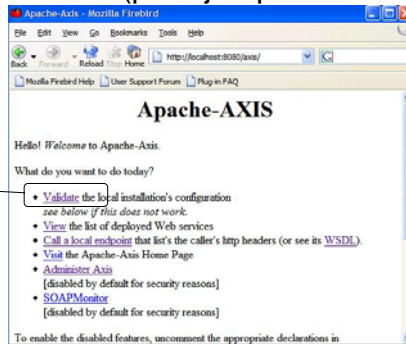 Apache-Axis - Mozilla Firebird
File Edit View Go Bookmarks Tools Help
Back Forward Reload Stop Home http://localhost:8080/axis/
Mozilla Firebird Help User Support Forum Plug-in FAQ
Apache-AXIS
Hello! Welcome to Apache-Axis.
What do you want to do today?
Validate the local installation's configuration
see below if this does not work.
View the list of deployed Web services
Call a local endpoint that list's the caller's http headers (or see its WSDL).
Visit the Apache-Axis Home Page
Administer Axis
[disabled by default for security reasons]
SOAPMonitor
[disabled by default for security reasons]
To enable the disabled features, uncomment the appropriate declarations in